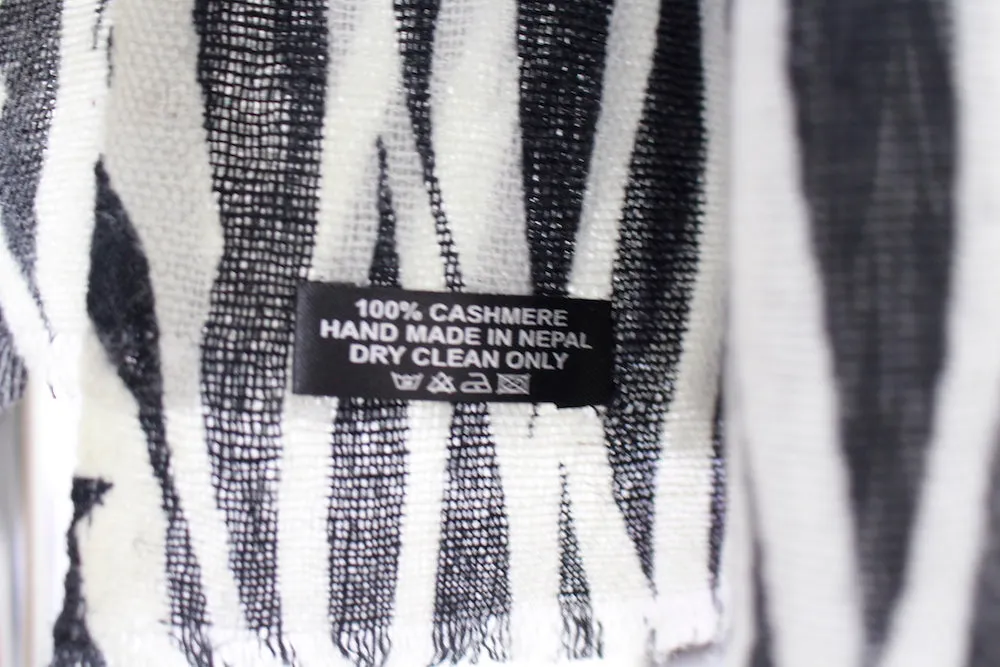 100% CASHMERE
HAND MADE IN NEPAL
DRY CLEAN ONLY